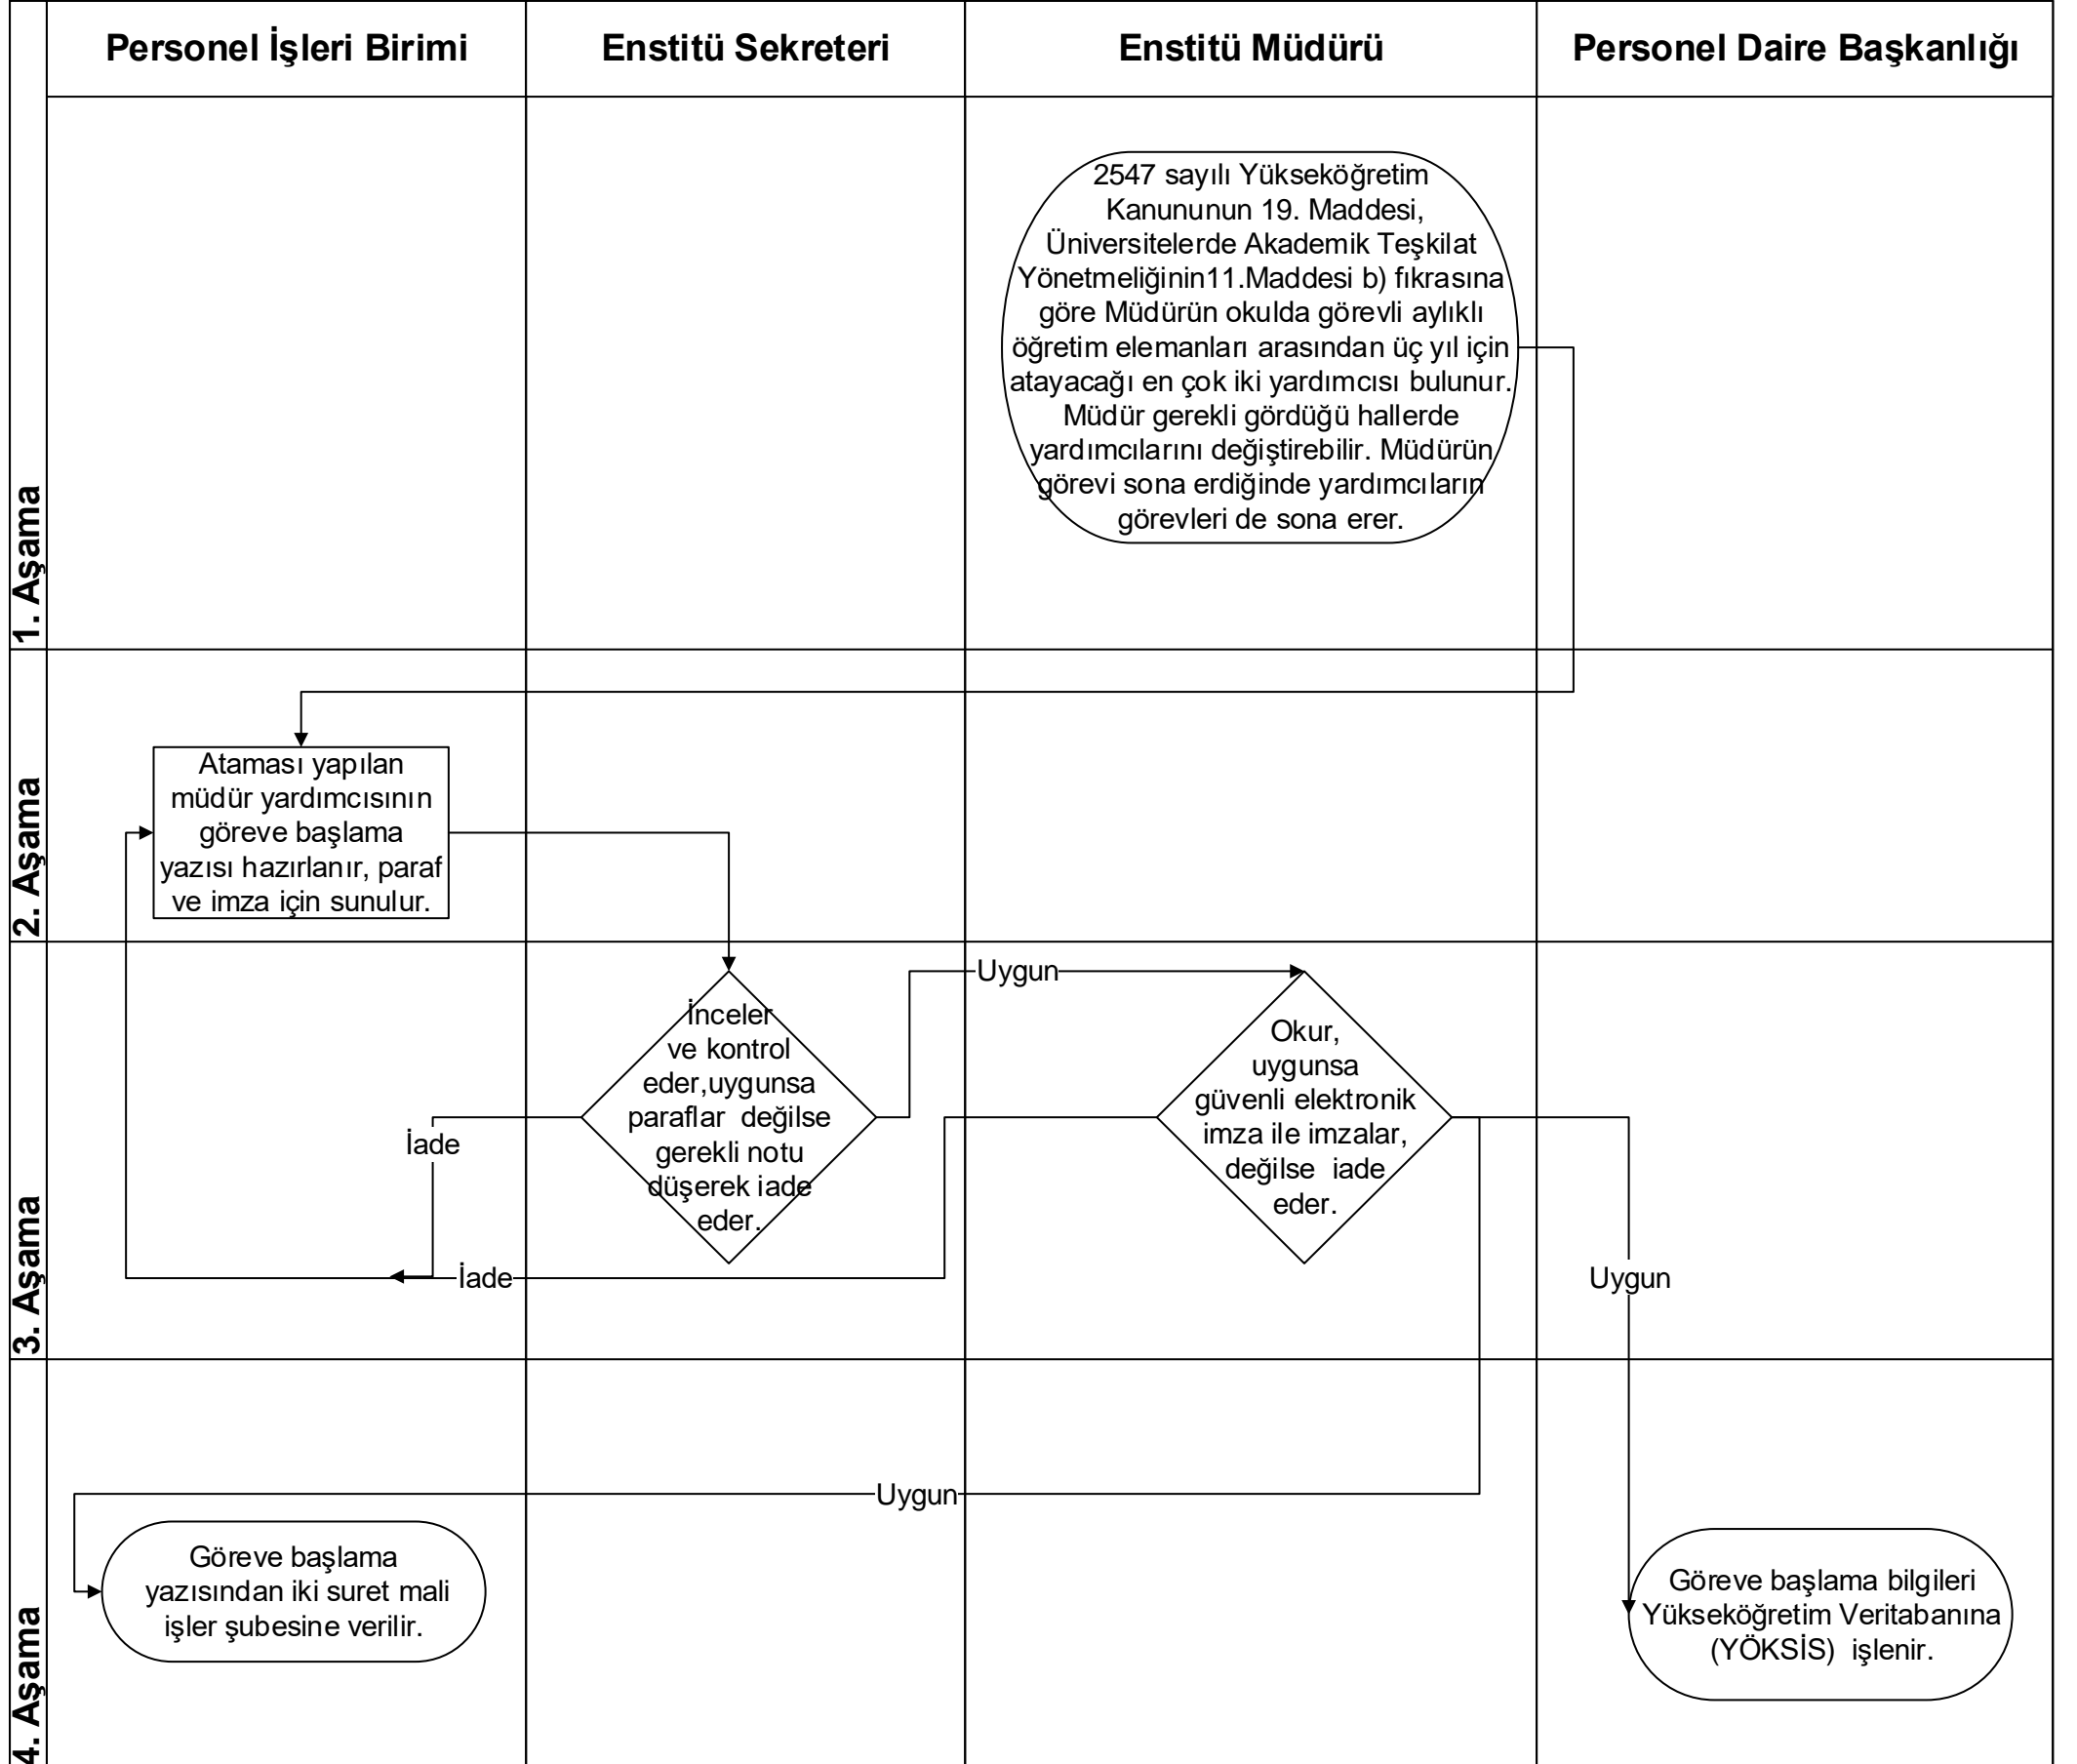 Personel İşleri Birimi
Enstitü Sekreteri
Enstitü Müdürü
Personel Daire Başkanlığı
1. Aşama
2547 sayılı Yükseköğretim
Kanununun 19. Maddesi,
Üniversitelerde Akademik Teşkilat
Yönetmeliğinin11.Maddesi b) fıkrasına
göre Müdürün okulda görevli aylıklı
öğretim elemanları arasından üç yıl için
atayacağı en çok iki yardımcısı bulunur.
Müdür gerekli gördüğü hallerde
yardımcılarını değiştirebilir. Müdürün
görevi sona erdiğinde yardımcıların
görevleri de sona erer.
2. Aşama
Ataması yapılan
müdür yardımcısının
göreve başlama
yazısı hazırlanır, paraf
ve imza için sunulur.
3. Aşama
İnceler
ve kontrol
eder,uygunsa
paraflar  değilse
gerekli notu
düşerek iade
eder.
Uygun
Okur,
uygunsa
güvenli elektronik
imza ile imzalar,
değilse  iade
eder.
İade
İade
Uygun
4. Aşama
Uygun
Göreve başlama
yazısından iki suret mali
işler şubesine verilir.
Göreve başlama bilgileri
Yükseköğretim Veritabanına
(YÖKSİS)  işlenir.